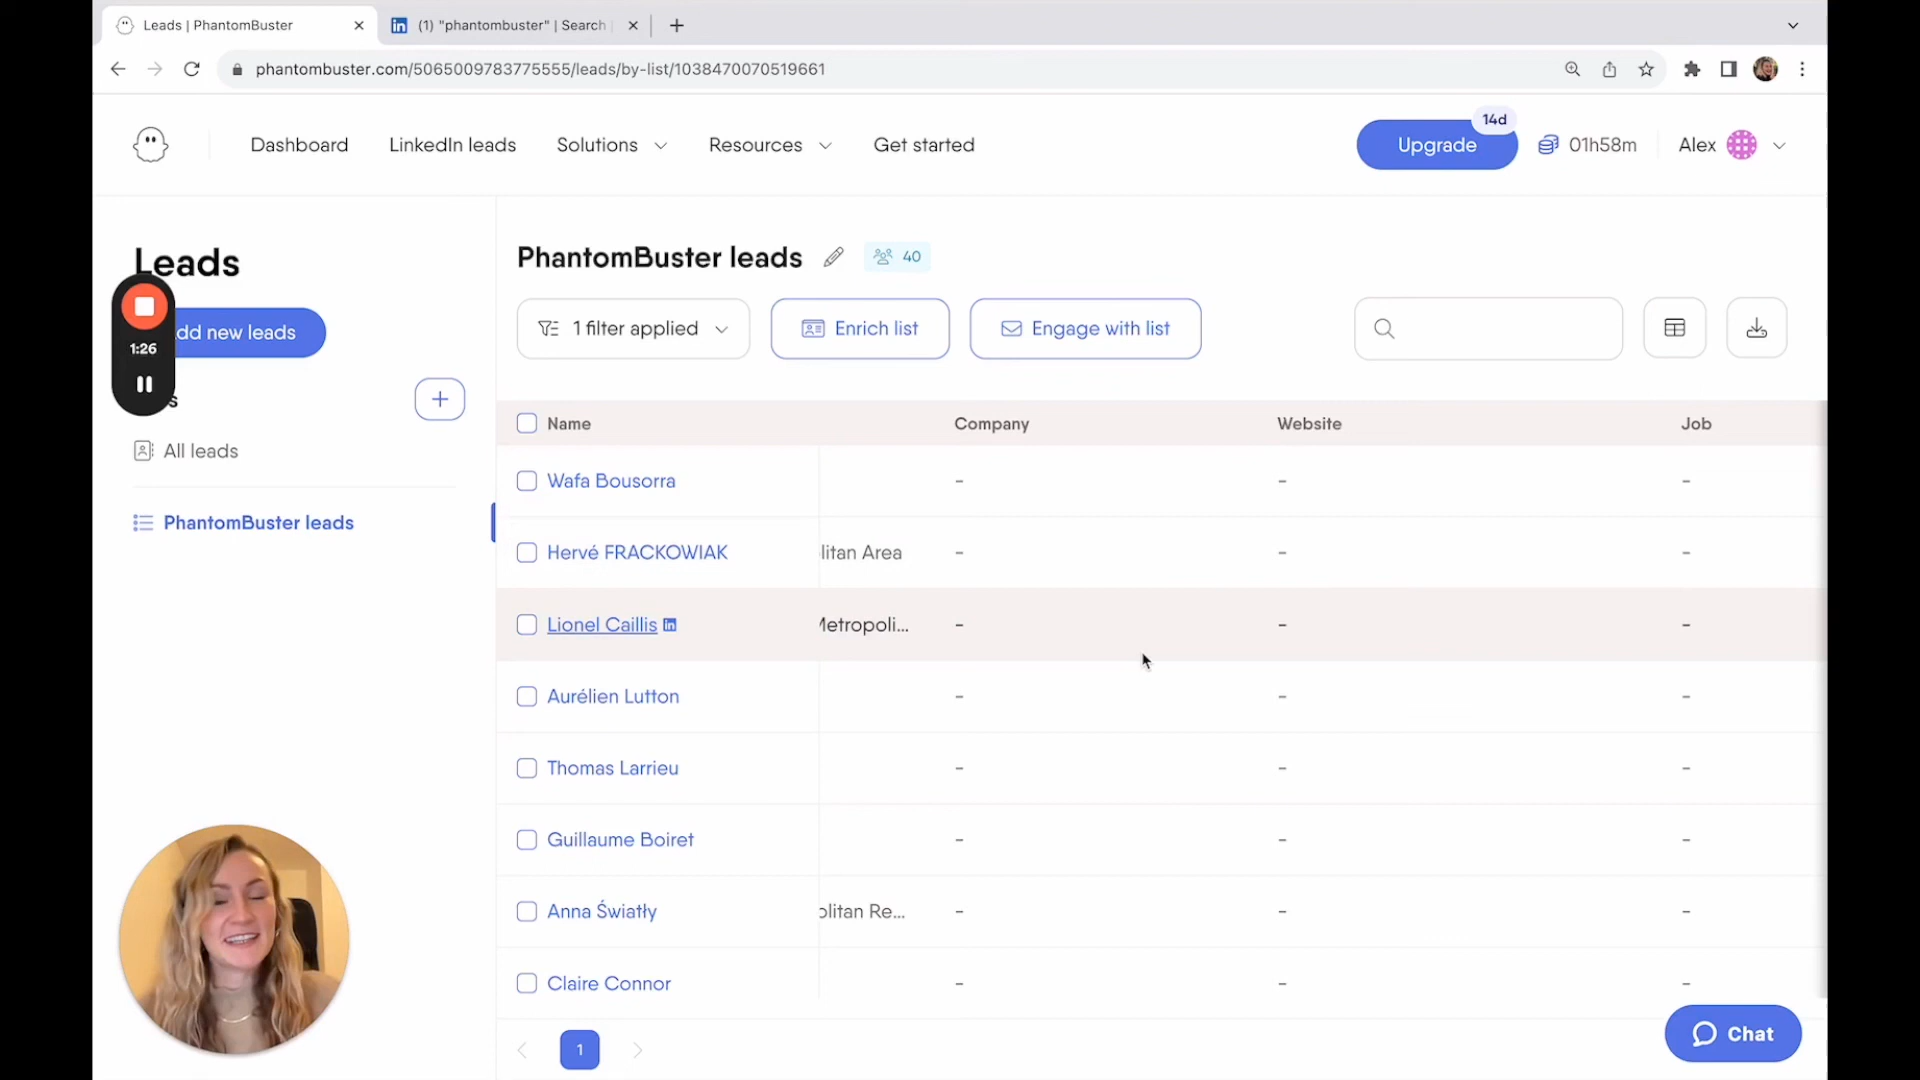 Leads | PhantomBuster
(1) "phantombuster" | Search
phantombuster.com/5065009783775555/leads/by-list/1038470070519661
Dashboard
LinkedIn leads
Solutions
Resources
Get started
14d
Upgrade
01h58m
Alex
Leads
dd new leads
1:26
s
All leads
PhantomBuster leads
PhantomBuster leads
40
1 filter applied
Enrich list
Engage with list
Name Company Website Job
Wafa Bousorra - - -
Hervé FRACKOWIAK litan Area - - -
Lionel Caillis Metropoli... - - -
Aurélien Lutton - - -
Thomas Larrieu - - -
Guillaume Boiret - - -
Anna Światły olitan Re... - - -
Claire Connor - - -
1
Chat